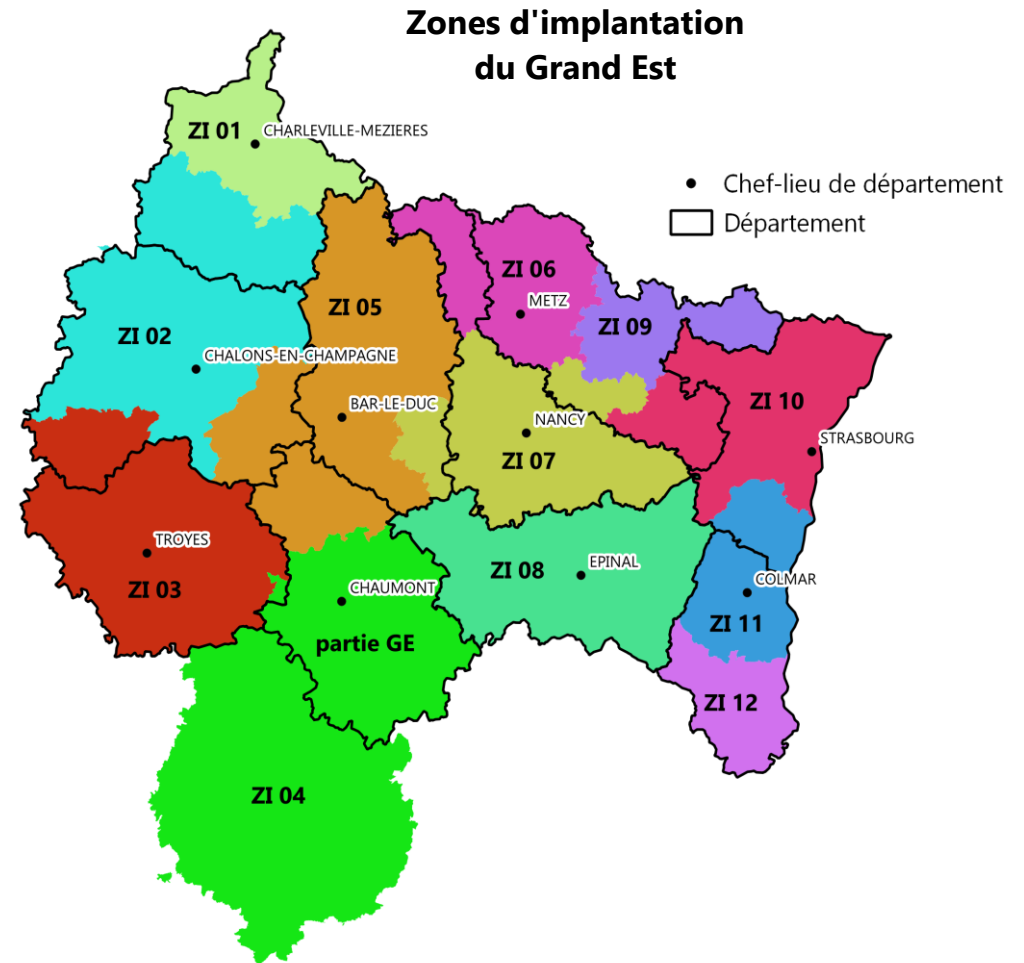 Zones d'implantation
du Grand Est
ZI 01
CHARLEVILLE-MEZIERES
Chef-lieu de département
Département
ZI 06
METZ
ZI 05
ZI 09
ZI 02
CHALONS-EN-CHAMPAGNE
BAR-LE-DUC
ZI 10
NANCY
STRASBOURG
ZI 07
TROYES
ZI 03
CHAUMONT
ZI 08
EPINAL
COLMAR
ZI 11
partie GE
ZI 12
ZI 04